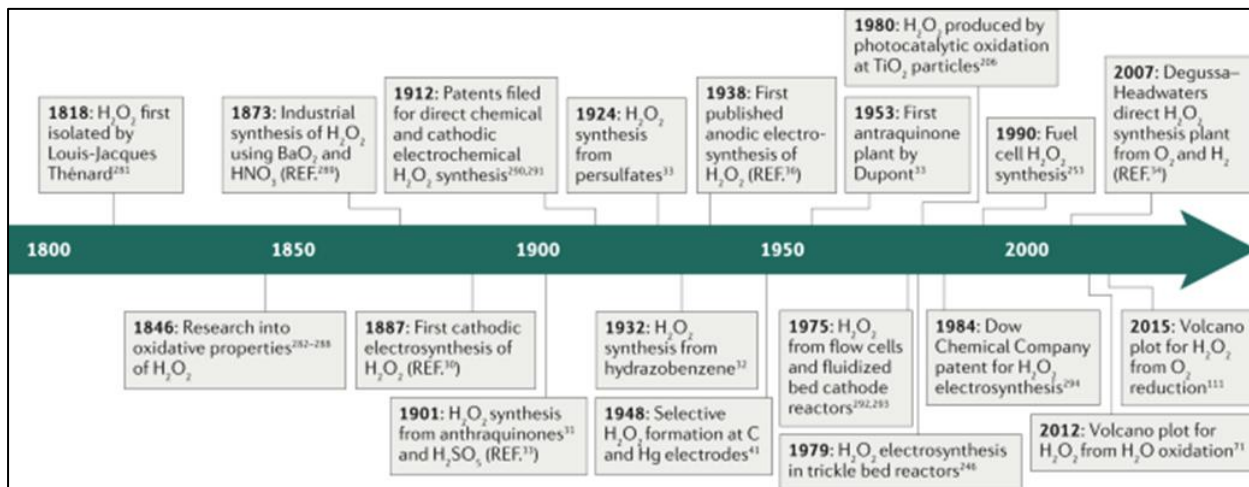 1818: H₂O₂ first
isolated by
Louis-Jacques
Thénard²⁸¹
1873: Industrial
synthesis of H₂O₂
using BaO₂ and
HNO₃ (REF.²⁸⁹)
1912: Patents filed
for direct chemical
and cathodic
electrochemical
H₂O₂ synthesis²⁹⁰,²⁹¹
1924: H₂O₂
synthesis
from
persulfates³³
1938: First
published
anodic electro-
synthesis of
H₂O₂ (REF.³⁶)
1980: H₂O₂ produced by
photocatalytic oxidation
at TiO₂ particles²⁰⁶
1953: First
antraquinone
plant by
Dupont³³
1990: Fuel
cell H₂O₂
synthesis²⁵³
2007: Degussa–
Headwaters
direct H₂O₂
synthesis plant
from O₂ and H₂
(REF.³⁴)
1800
1850
1900
1950
2000
1846: Research into
oxidative properties²⁸²⁻²⁸⁸
of H₂O₂
1887: First cathodic
electrosynthesis of
H₂O₂ (REF.³⁰)
1901: H₂O₂ synthesis
from anthraquinones³¹
and H₂SO₅ (REF.³³)
1932: H₂O₂
synthesis from
hydrazobenzene³²
1948: Selective
H₂O₂ formation at C
and Hg electrodes⁴¹
1975: H₂O₂
from flow cells
and fluidized
bed cathode
reactors²⁹²,²⁹³
1979: H₂O₂ electrosynthesis
in trickle bed reactors²⁴⁶
1984: Dow
Chemical Company
patent for H₂O₂
electrosynthesis²⁹⁴
2012: Volcano plot for
H₂O₂ from H₂O oxidation⁷¹
2015: Volcano
plot for H₂O₂
from O₂
reduction¹¹¹